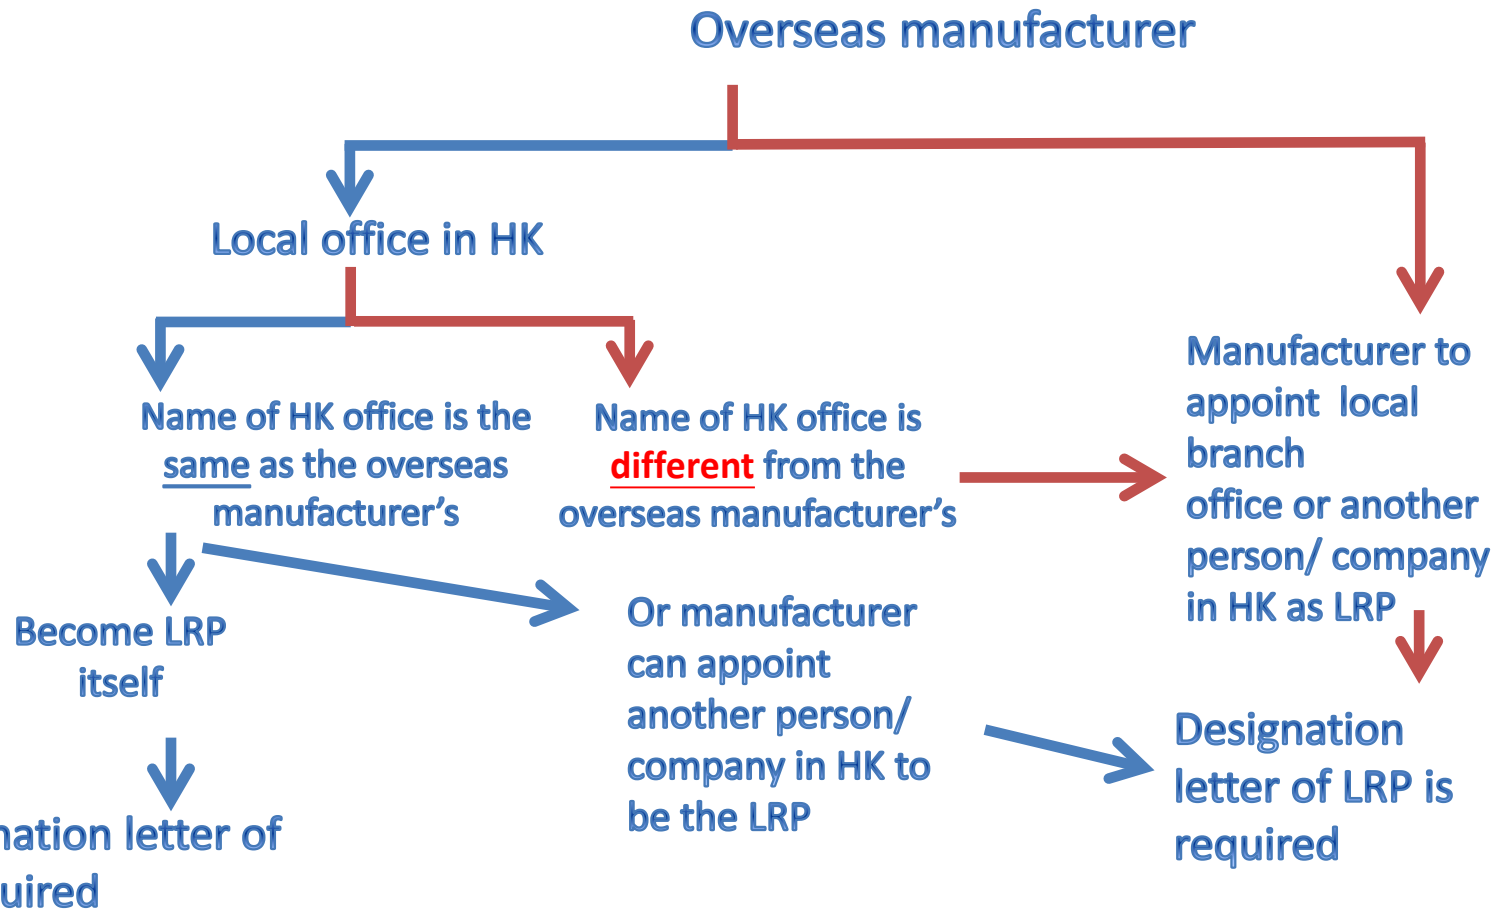 Overseas manufacturer
Local office in HK
Name of HK office is the
same as the overseas
manufacturer’s
Name of HK office is
different from the
overseas manufacturer’s
Manufacturer to
appoint local
branch
office or another
person/ company
in HK as LRP
Become LRP
itself
Or manufacturer
can appoint
another person/
company in HK to
be the LRP
Designation
letter of LRP is
required
letter of